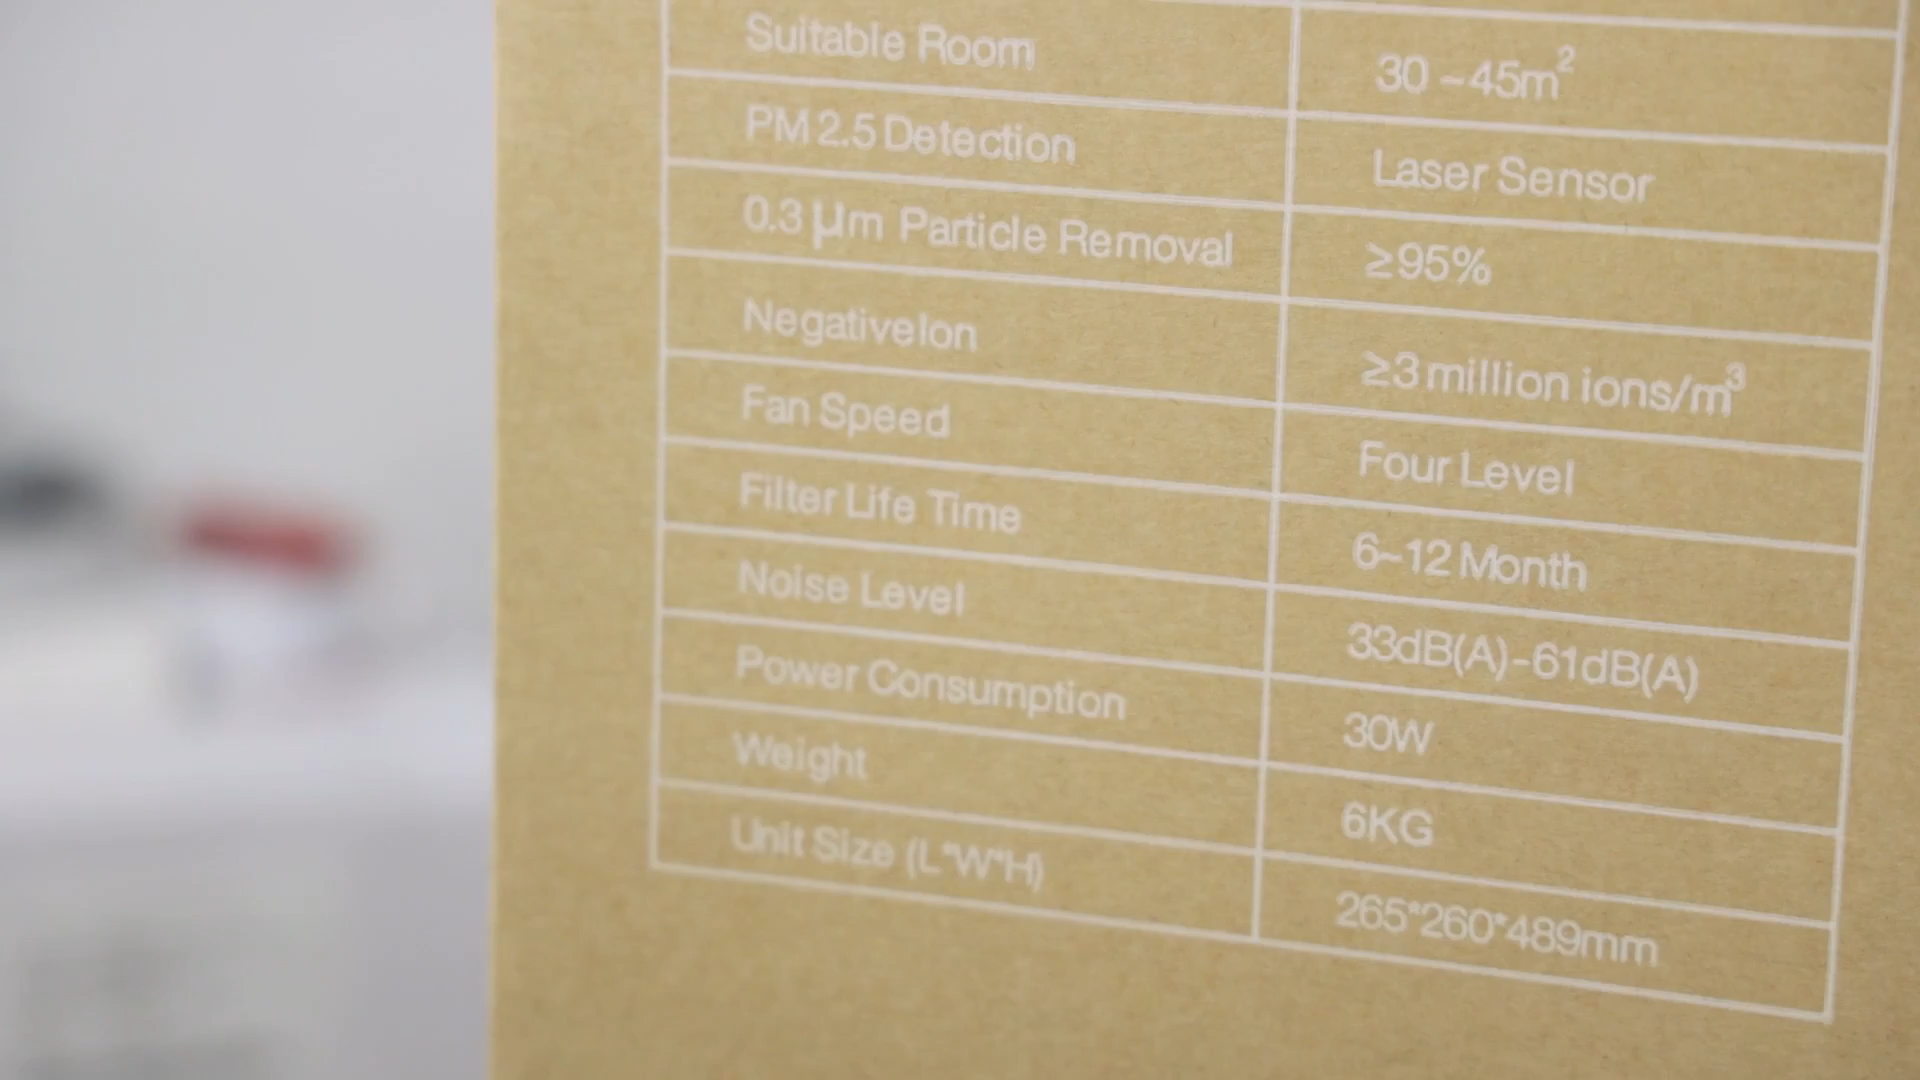 Suitable Room 30 ~ 45m²
PM 2.5 Detection Laser Sensor
0.3 µm Particle Removal ≥95%
NegativeIon ≥3 million ions/m³
Fan Speed Four Level
Filter Life Time 6~12 Month
Noise Level 33dB(A) - 61dB(A)
Power Consumption 30W
Weight 6KG
Unit Size (L*W*H) 265*260*489mm